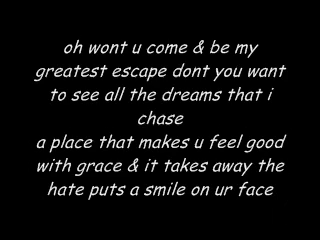 oh wont u come & be my
greatest escape dont you want
to see all the dreams that i
chase
a place that makes u feel good
with grace & it takes away the
hate puts a smile on ur face